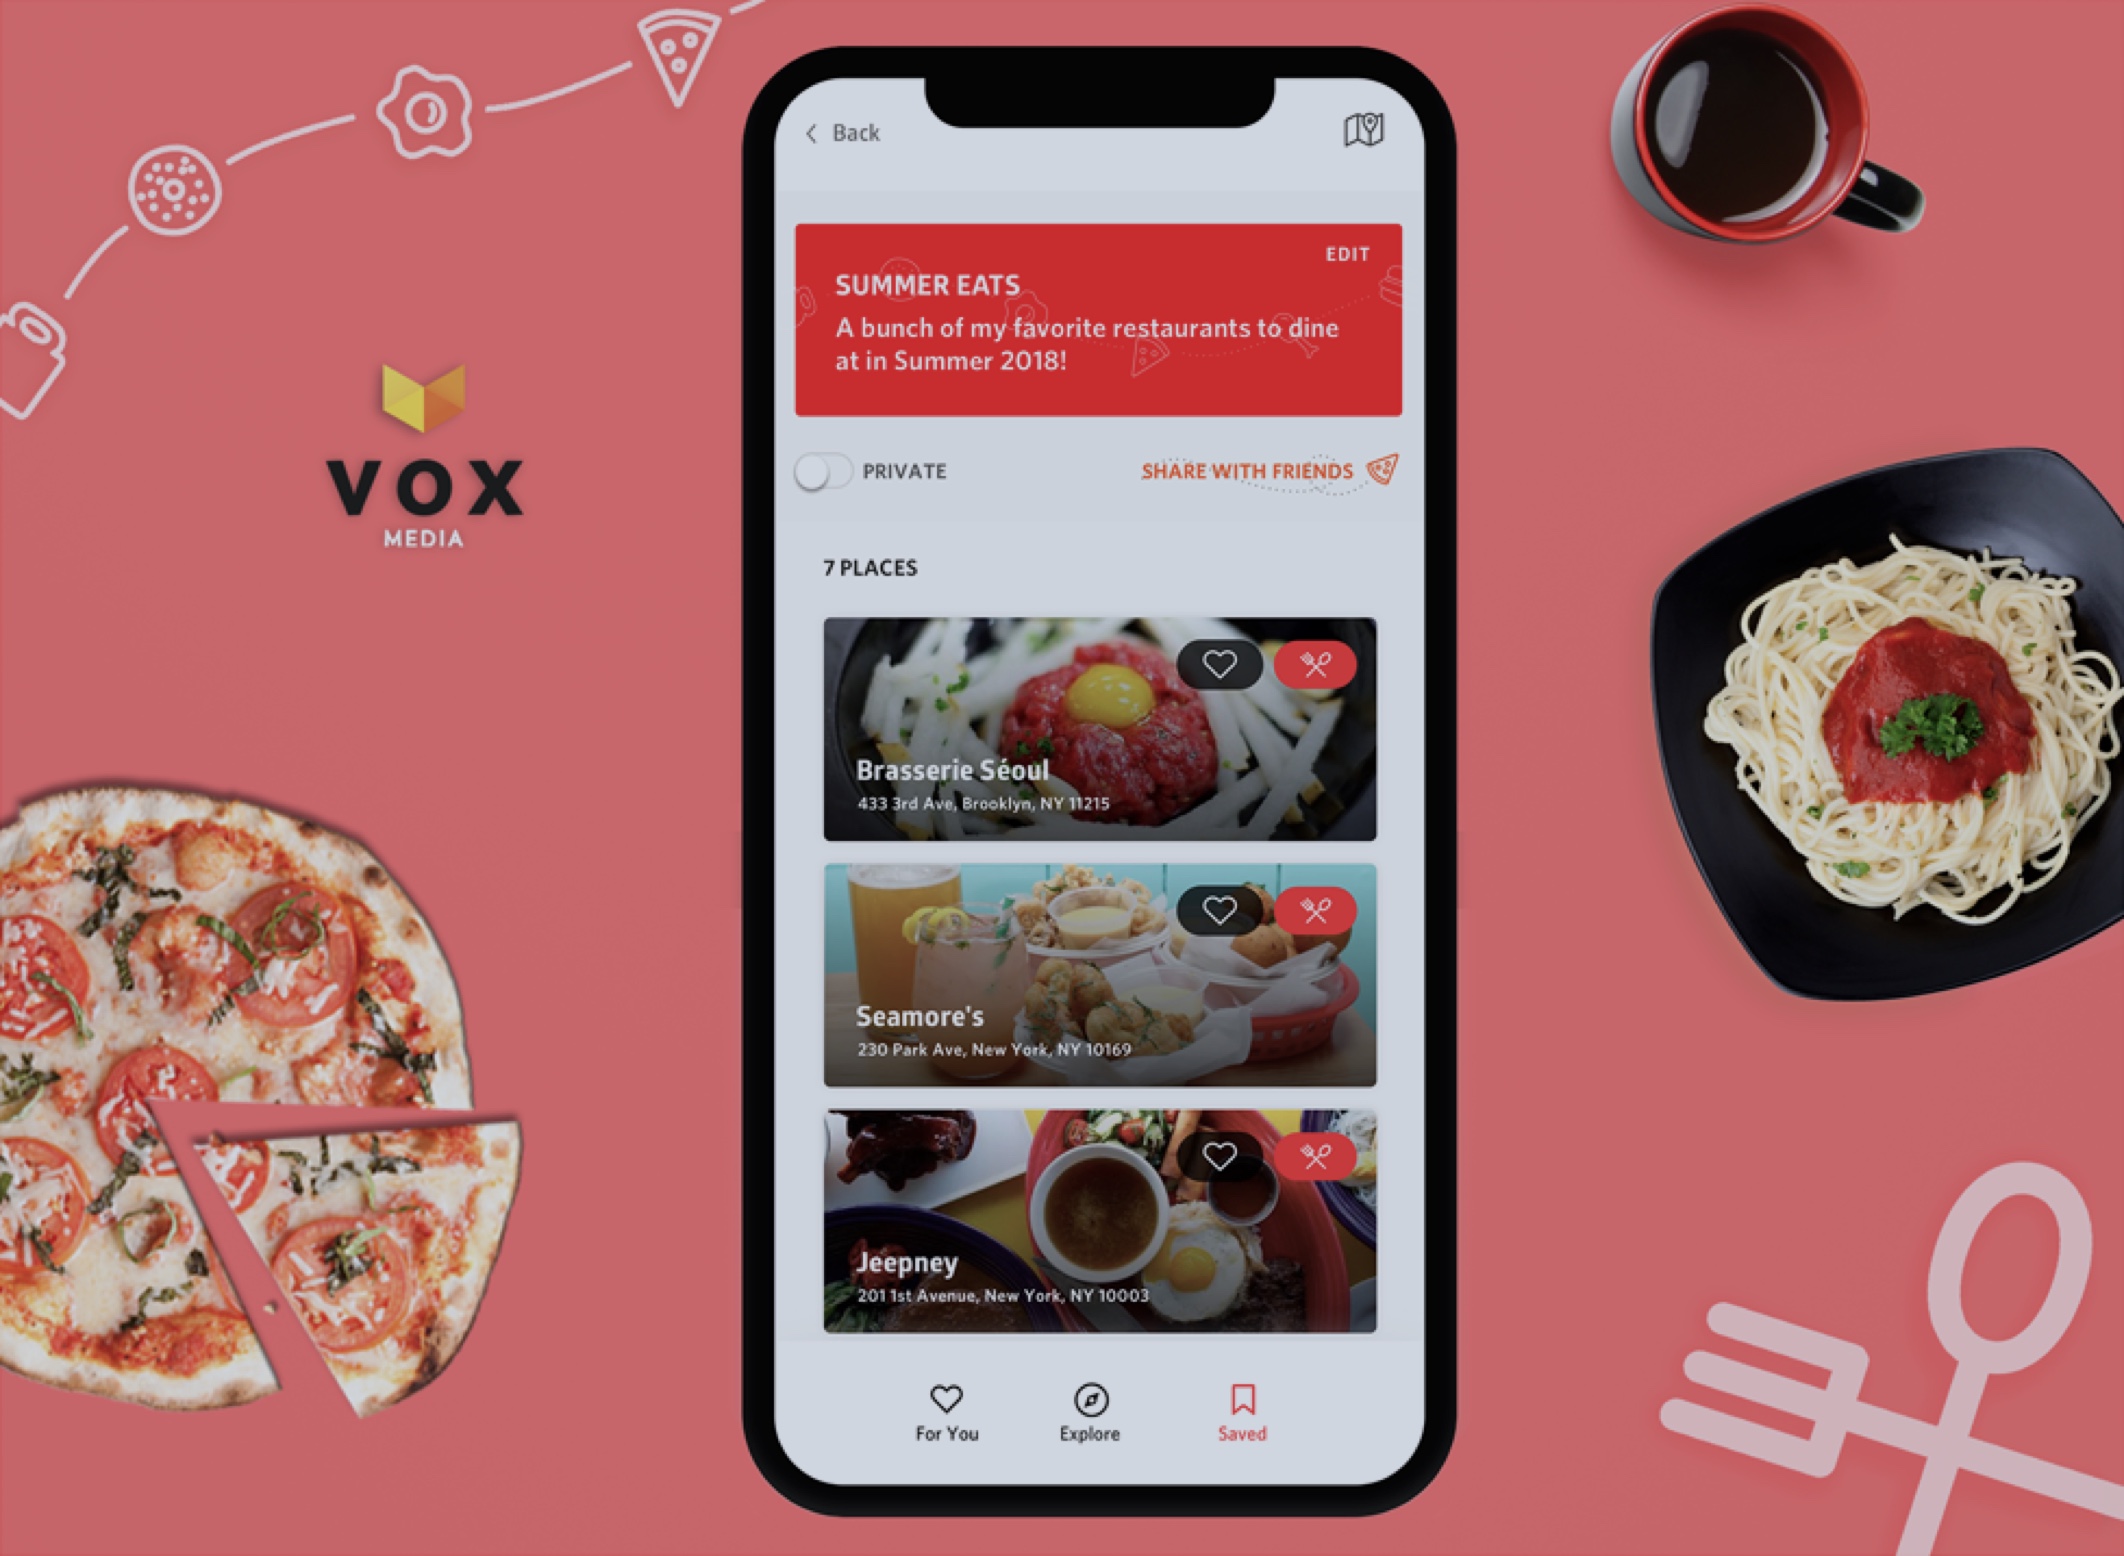 VOX
MEDIA
Back
EDIT
SUMMER EATS
A bunch of my favorite restaurants to dine
at in Summer 2018!
PRIVATE
SHARE WITH FRIENDS
7 PLACES
Brasserie Séoul
433 3rd Ave, Brooklyn, NY 11215
Seamore's
230 Park Ave, New York, NY 10169
Jeepney
201 1st Avenue, New York, NY 10003
For You
Explore
Saved